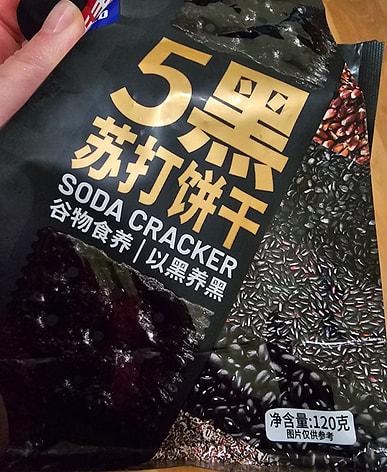 5黑
苏打饼干
SODA CRACKER
谷物食养 | 以黑养黑
净含量:120克
图片仅供参考